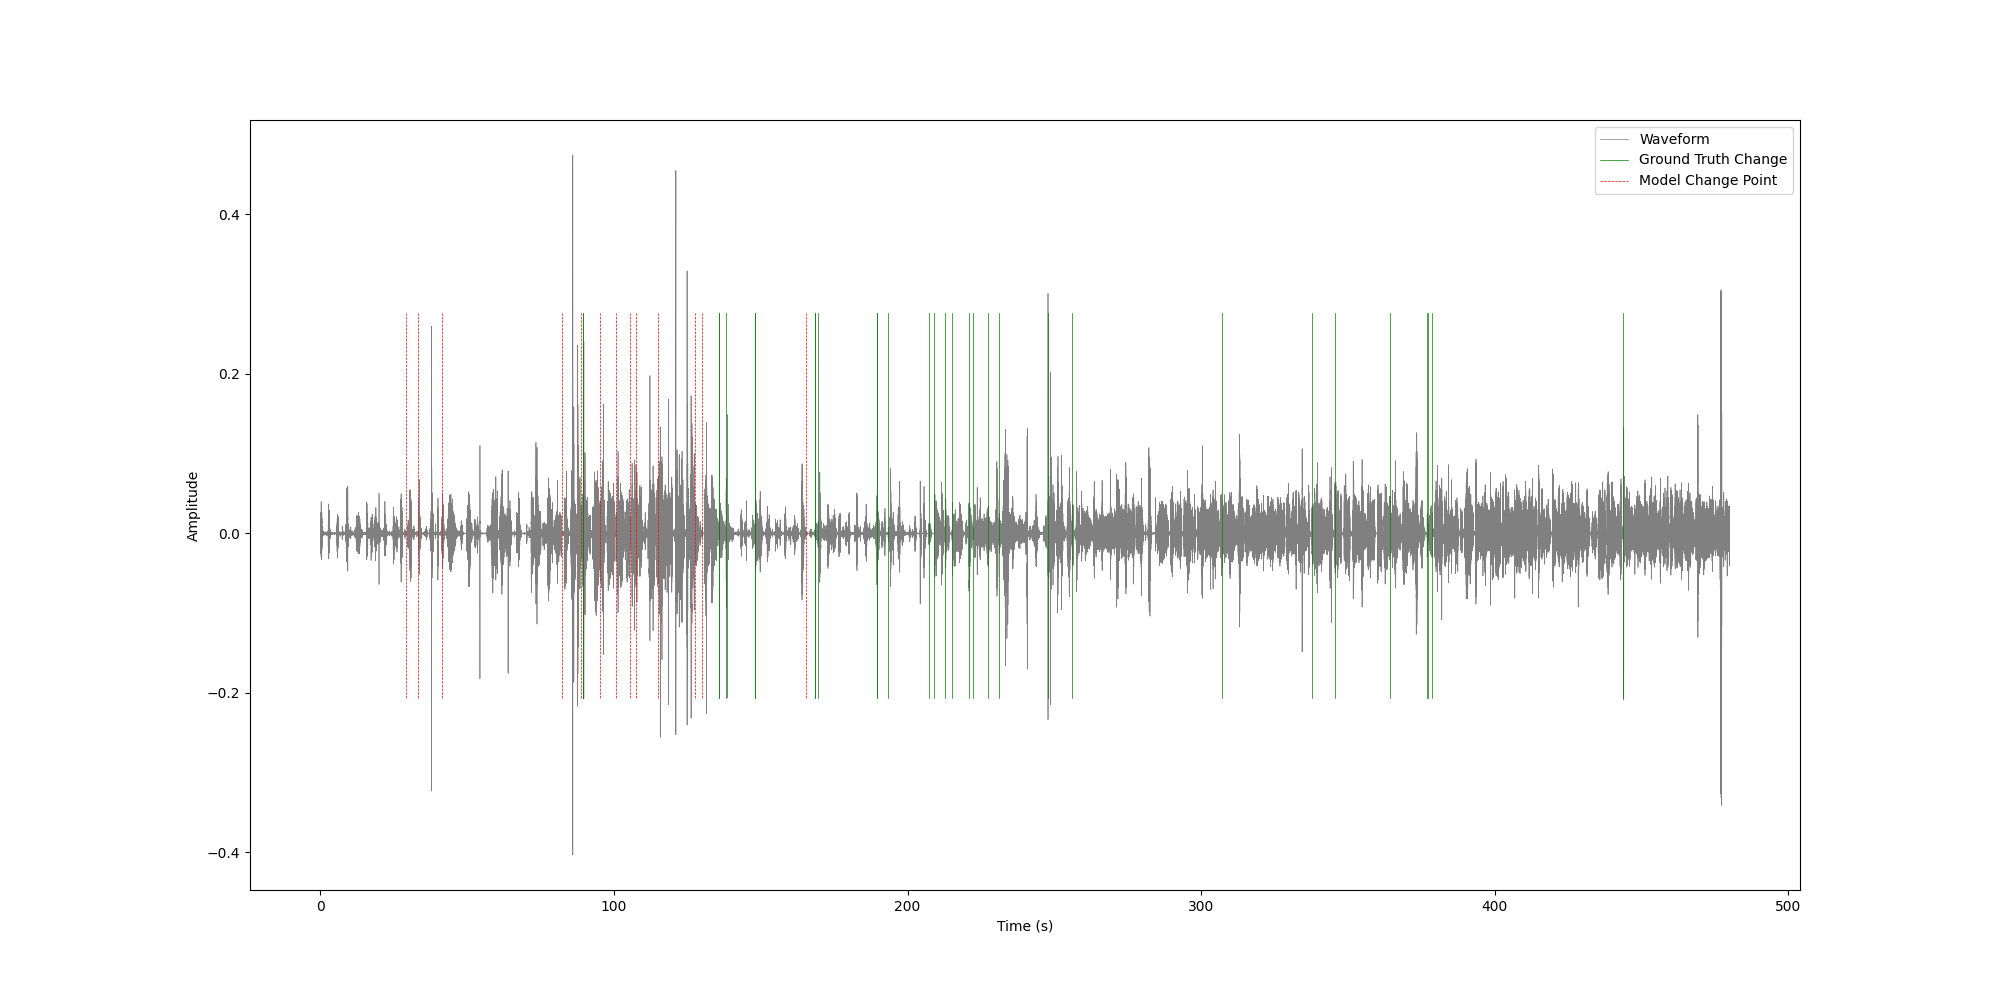 Waveform
Ground Truth Change
Model Change Point
0.4
0.2
0.0
−0.2
−0.4
Amplitude
0 100 200 300 400 500
Time (s)